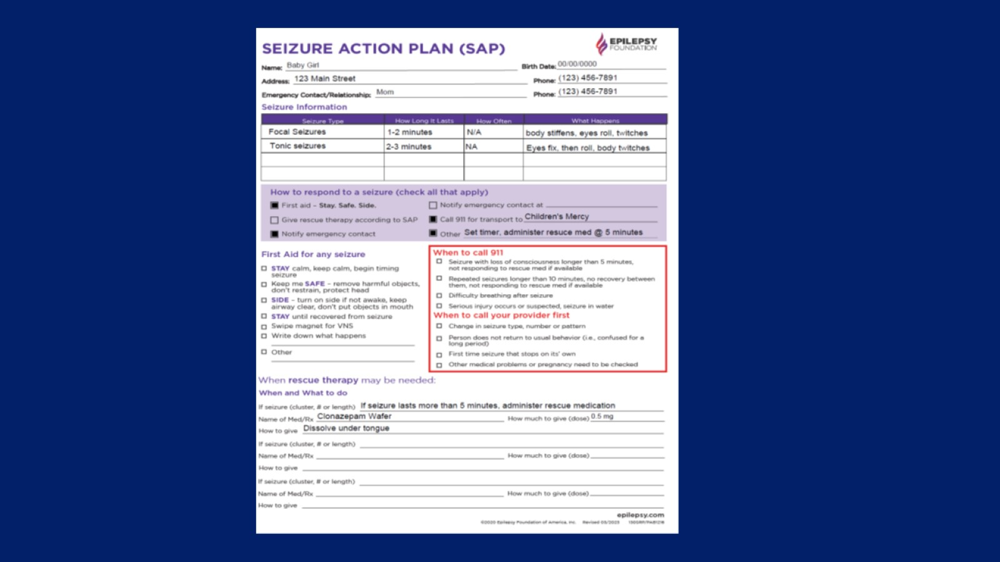 SEIZURE ACTION PLAN (SAP)
EPILEPSY
FOUNDATION
Name: Baby Girl Birth Date: 00/00/0000
Address: 123 Main Street Phone: (123) 456-7891
Emergency Contact/Relationship: Mom Phone: (123) 456-7891
Seizure Information
Seizure Type How Long It Lasts How Often What Happens
Focal Seizures 1-2 minutes N/A body stiffens, eyes roll, twitches
Tonic seizures 2-3 minutes NA Eyes fix, then roll, body twitches
How to respond to a seizure (check all that apply)
First aid – Stay. Safe. Side.
Notify emergency contact at
Give rescue therapy according to SAP
Call 911 for transport to Children's Mercy
Notify emergency contact
Other Set timer, administer resuce med @ 5 minutes
First Aid for any seizure
STAY calm, keep calm, begin timing
seizure
Keep me SAFE – remove harmful objects,
don't restrain, protect head
SIDE – turn on side if not awake, keep
airway clear, don't put objects in mouth
STAY until recovered from seizure
Swipe magnet for VNS
Write down what happens
Other
When to call 911
Seizure with loss of consciousness longer than 5 minutes,
not responding to rescue med if available
Repeated seizures longer than 10 minutes, no recovery between
them, not responding to rescue med if available
Difficulty breathing after seizure
Serious injury occurs or suspected, seizure in water
When to call your provider first
Change in seizure type, number or pattern
Person does not return to usual behavior (i.e., confused for a
long period)
First time seizure that stops on its' own
Other medical problems or pregnancy need to be checked
When rescue therapy may be needed:
When and What to do
If seizure (cluster, # or length) If seizure lasts more than 5 minutes, administer rescue medication
Name of Med/Rx Clonazepam Wafer How much to give (dose) 0.5 mg
How to give Dissolve under tongue
If seizure (cluster, # or length)
Name of Med/Rx How much to give (dose)
How to give
If seizure (cluster, # or length)
Name of Med/Rx How much to give (dose)
How to give
epilepsy.com
©2020 Epilepsy Foundation of America, Inc. Revised 03/2023